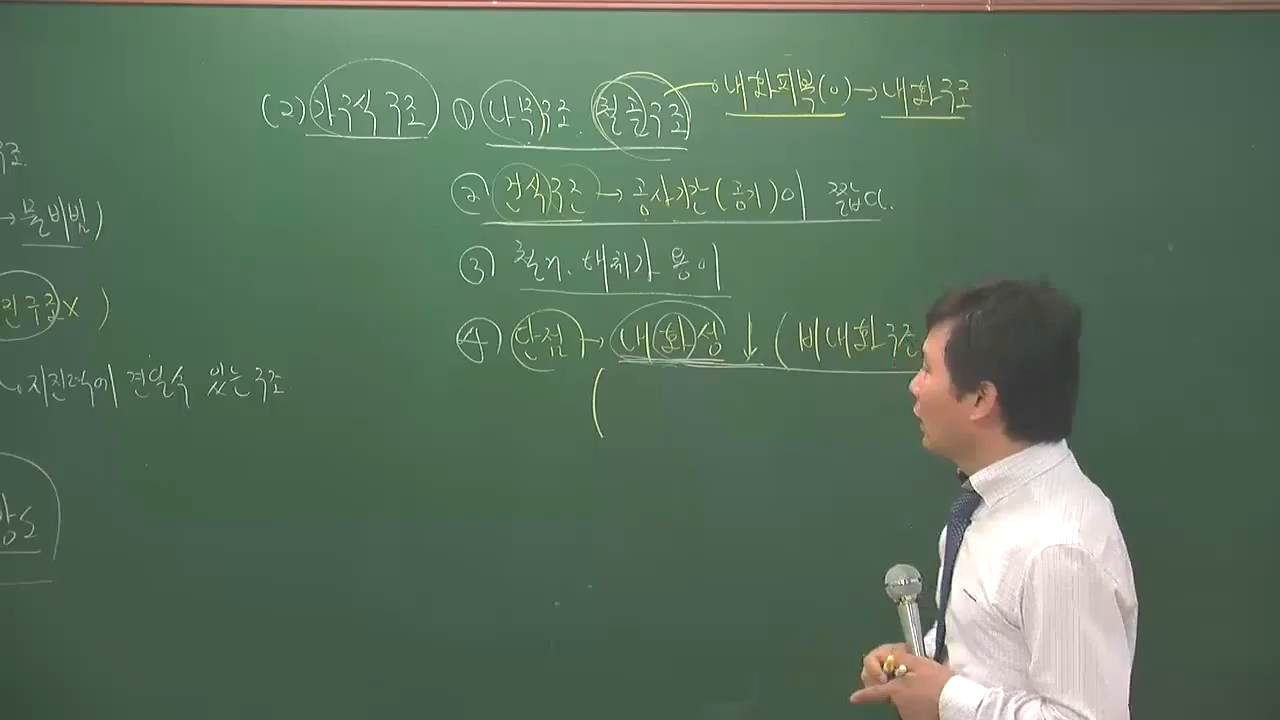 (2) 가구식 구조 ① 나무구조. 철골구조 내화피복(0) → 내화구조
② 건식구조 → 공사기간(공기)이 짧다.
③ 해체가 용이
④ 단점 → 내화성 ↓ (비내화구조
(
구조.
→ 물비빔)
구조X )
지진력에 견딜수 있는 구조